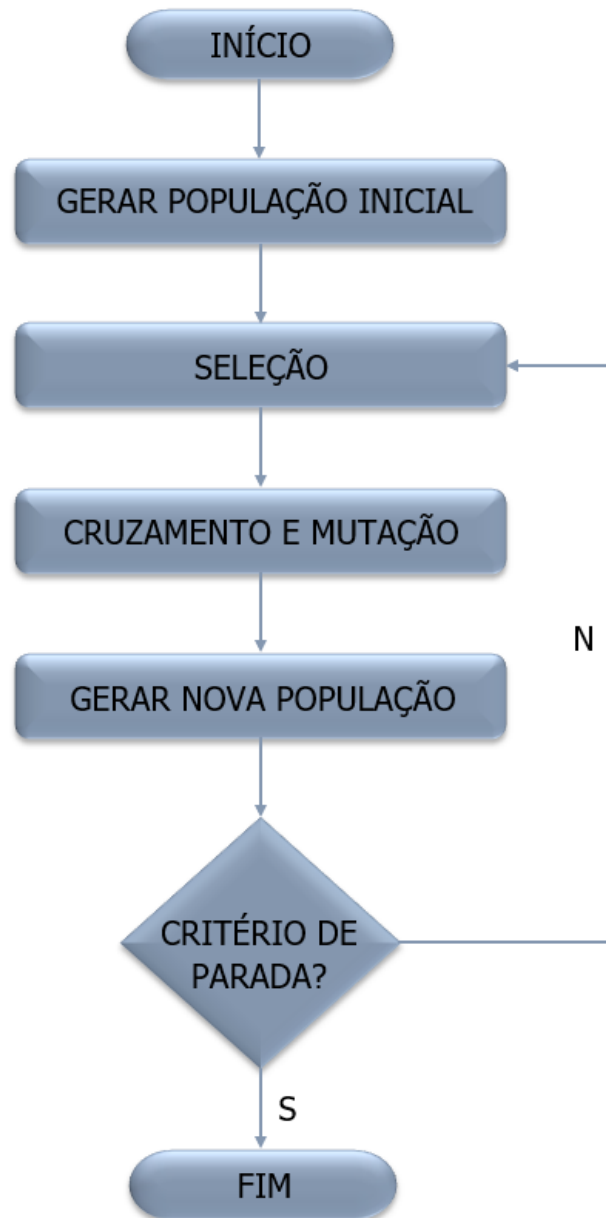 INÍCIO
GERAR POPULAÇÃO INICIAL
SELEÇÃO
CRUZAMENTO E MUTAÇÃO
N
GERAR NOVA POPULAÇÃO
CRITÉRIO DE
PARADA?
S
FIM